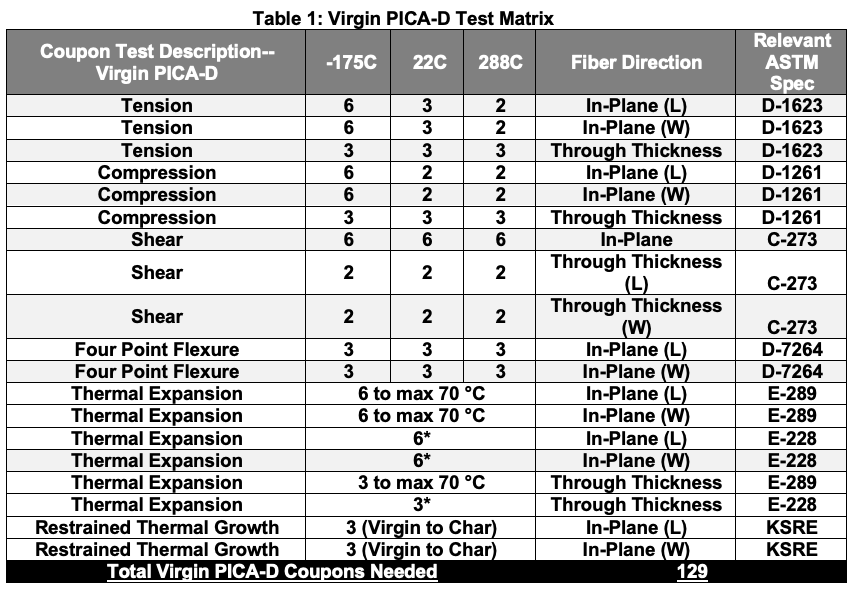 Table 1: Virgin PICA-D Test Matrix
Coupon Test Description-- Virgin PICA-D -175C 22C 288C Fiber Direction Relevant ASTM Spec
Tension 6 3 2 In-Plane (L) D-1623
Tension 6 3 2 In-Plane (W) D-1623
Tension 3 3 3 Through Thickness D-1623
Compression 6 2 2 In-Plane (L) D-1261
Compression 6 2 2 In-Plane (W) D-1261
Compression 3 3 3 Through Thickness D-1261
Shear 6 6 6 In-Plane C-273
Shear 2 2 2 Through Thickness (L) C-273
Shear 2 2 2 Through Thickness (W) C-273
Four Point Flexure 3 3 3 In-Plane (L) D-7264
Four Point Flexure 3 3 3 In-Plane (W) D-7264
Thermal Expansion 6 to max 70 °C In-Plane (L) E-289
Thermal Expansion 6 to max 70 °C In-Plane (W) E-289
Thermal Expansion 6* In-Plane (L) E-228
Thermal Expansion 6* In-Plane (W) E-228
Thermal Expansion 3 to max 70 °C Through Thickness E-289
Thermal Expansion 3* Through Thickness E-228
Restrained Thermal Growth 3 (Virgin to Char) In-Plane (L) KSRE
Restrained Thermal Growth 3 (Virgin to Char) In-Plane (W) KSRE
Total Virgin PICA-D Coupons Needed 129